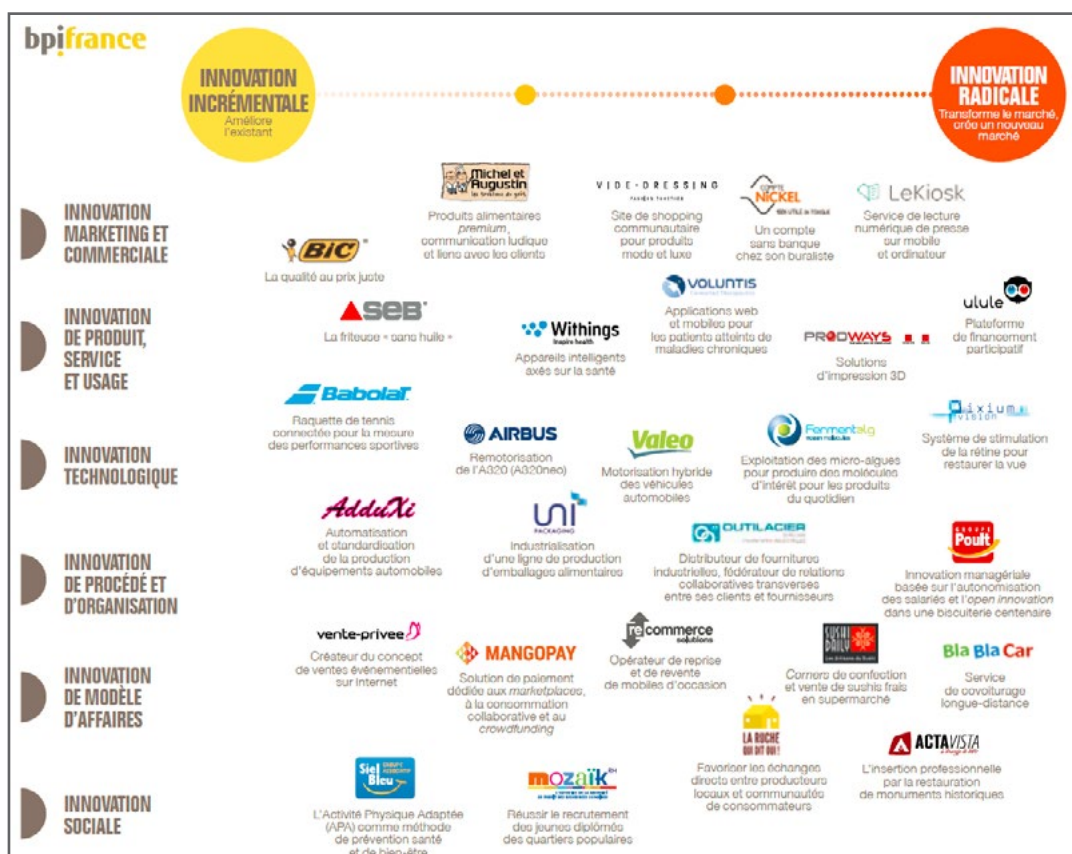 bpifrance
INNOVATION
INCRÉMENTALE
Améliore
l'existant
INNOVATION
RADICALE
Transforme le marché,
crée un nouveau
marché
INNOVATION
MARKETING ET
COMMERCIALE
BiC
La qualité au prix juste
Michel et
Augustin
Produits alimentaires
premium,
communication ludique
et liens avec les clients
VIDE-DRESSING
Site de shopping
communautaire
pour produits
mode et luxe
COMPTE
NiCKEL
Un compte
sans banque
chez son buraliste
LeKiosk
Service de lecture
numérique de presse
sur mobile
et ordinateur
INNOVATION
DE PRODUIT,
SERVICE
ET USAGE
SEB
La friteuse « sans huile »
Withings
Inspire health
Appareils intelligents
axés sur la santé
VOLUNTIS
Applications web
et mobiles pour
les patients atteints de
maladies chroniques
PRODWAYS
Solutions
d'impression 3D
ulule
Plateforme
de financement
participatif
INNOVATION
TECHNOLOGIQUE
Babolat
Raquette de tennis
connectée pour la mesure
des performances sportives
AIRBUS
Remotorisation
de l'A320 (A320neo)
Valeo
Motorisation hybride
des véhicules
automobiles
Fermentalg
Exploitation des micro-algues
pour produire des molécules
d'intérêt pour les produits
du quotidien
Pixium
vision
Système de stimulation
de la rétine pour
restaurer la vue
INNOVATION
DE PROCÉDÉ ET
D'ORGANISATION
AdduXi
Automatisation
et standardisation
de la production
d'équipements automobiles
UNI
PACKAGING
Industrialisation
d'une ligne de production
d'emballages alimentaires
OUTILACIER
Distributeur de fournitures
industrielles, fédérateur de relations
collaboratives transverses
entre ses clients et fournisseurs
GROUPE
Poult
Innovation managériale
basée sur l'autonomisation
des salariés et l'open innovation
dans une biscuiterie centenaire
INNOVATION
DE MODÈLE
D'AFFAIRES
vente-privee
Créateur du concept
de ventes événementielles
sur Internet
MANGOPAY
Solution de paiement
dédiée aux marketplaces,
à la consommation
collaborative et au
crowdfunding
recommerce
solutions
Opérateur de reprise
et de revente
de mobiles d'occasion
SUSHI
DAILY
Corners de confection
et vente de sushis frais
en supermarché
Bla Bla Car
Service
de covoiturage
longue-distance
INNOVATION
SOCIALE
Siel
Bleu
GROUPE
ASSOCIATIF
L'Activité Physique Adaptée
(APA) comme méthode
de prévention santé
et de bien-être
mozaïk RH
Réussir le recrutement
des jeunes diplômés
des quartiers populaires
LA RUCHE
QUI DIT OUI !
Favoriser les échanges
directs entre producteurs
locaux et communautés
de consommateurs
ACTAVISTA
L'insertion professionnelle
par la restauration
de monuments historiques